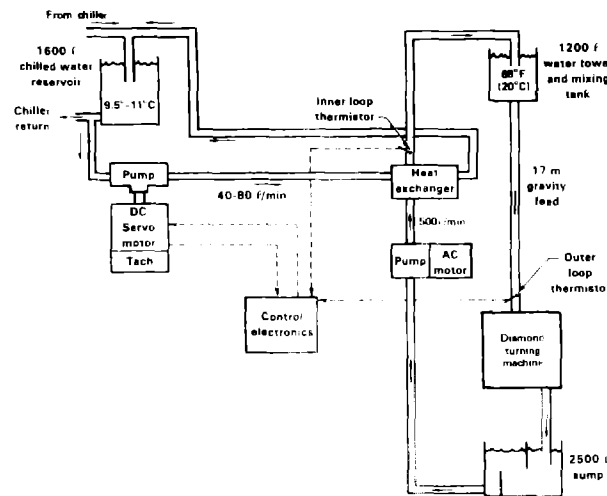 From chiller
1600 ℓ
chilled water
reservoir
9.5°-11°C
Chiller
return
Pump
DC
Servo
motor
Tach
40-80 ℓ/min
Control
electronics
Inner loop
thermistor
Heat
exchanger
500 ℓ/min
Pump
AC
motor
68°F
(20°C)
1200 ℓ
water towe
and mixing
tank
17 m
gravity
feed
Outer
loop
thermisto
Diamond
turning
machine
2500 ℓ
sump